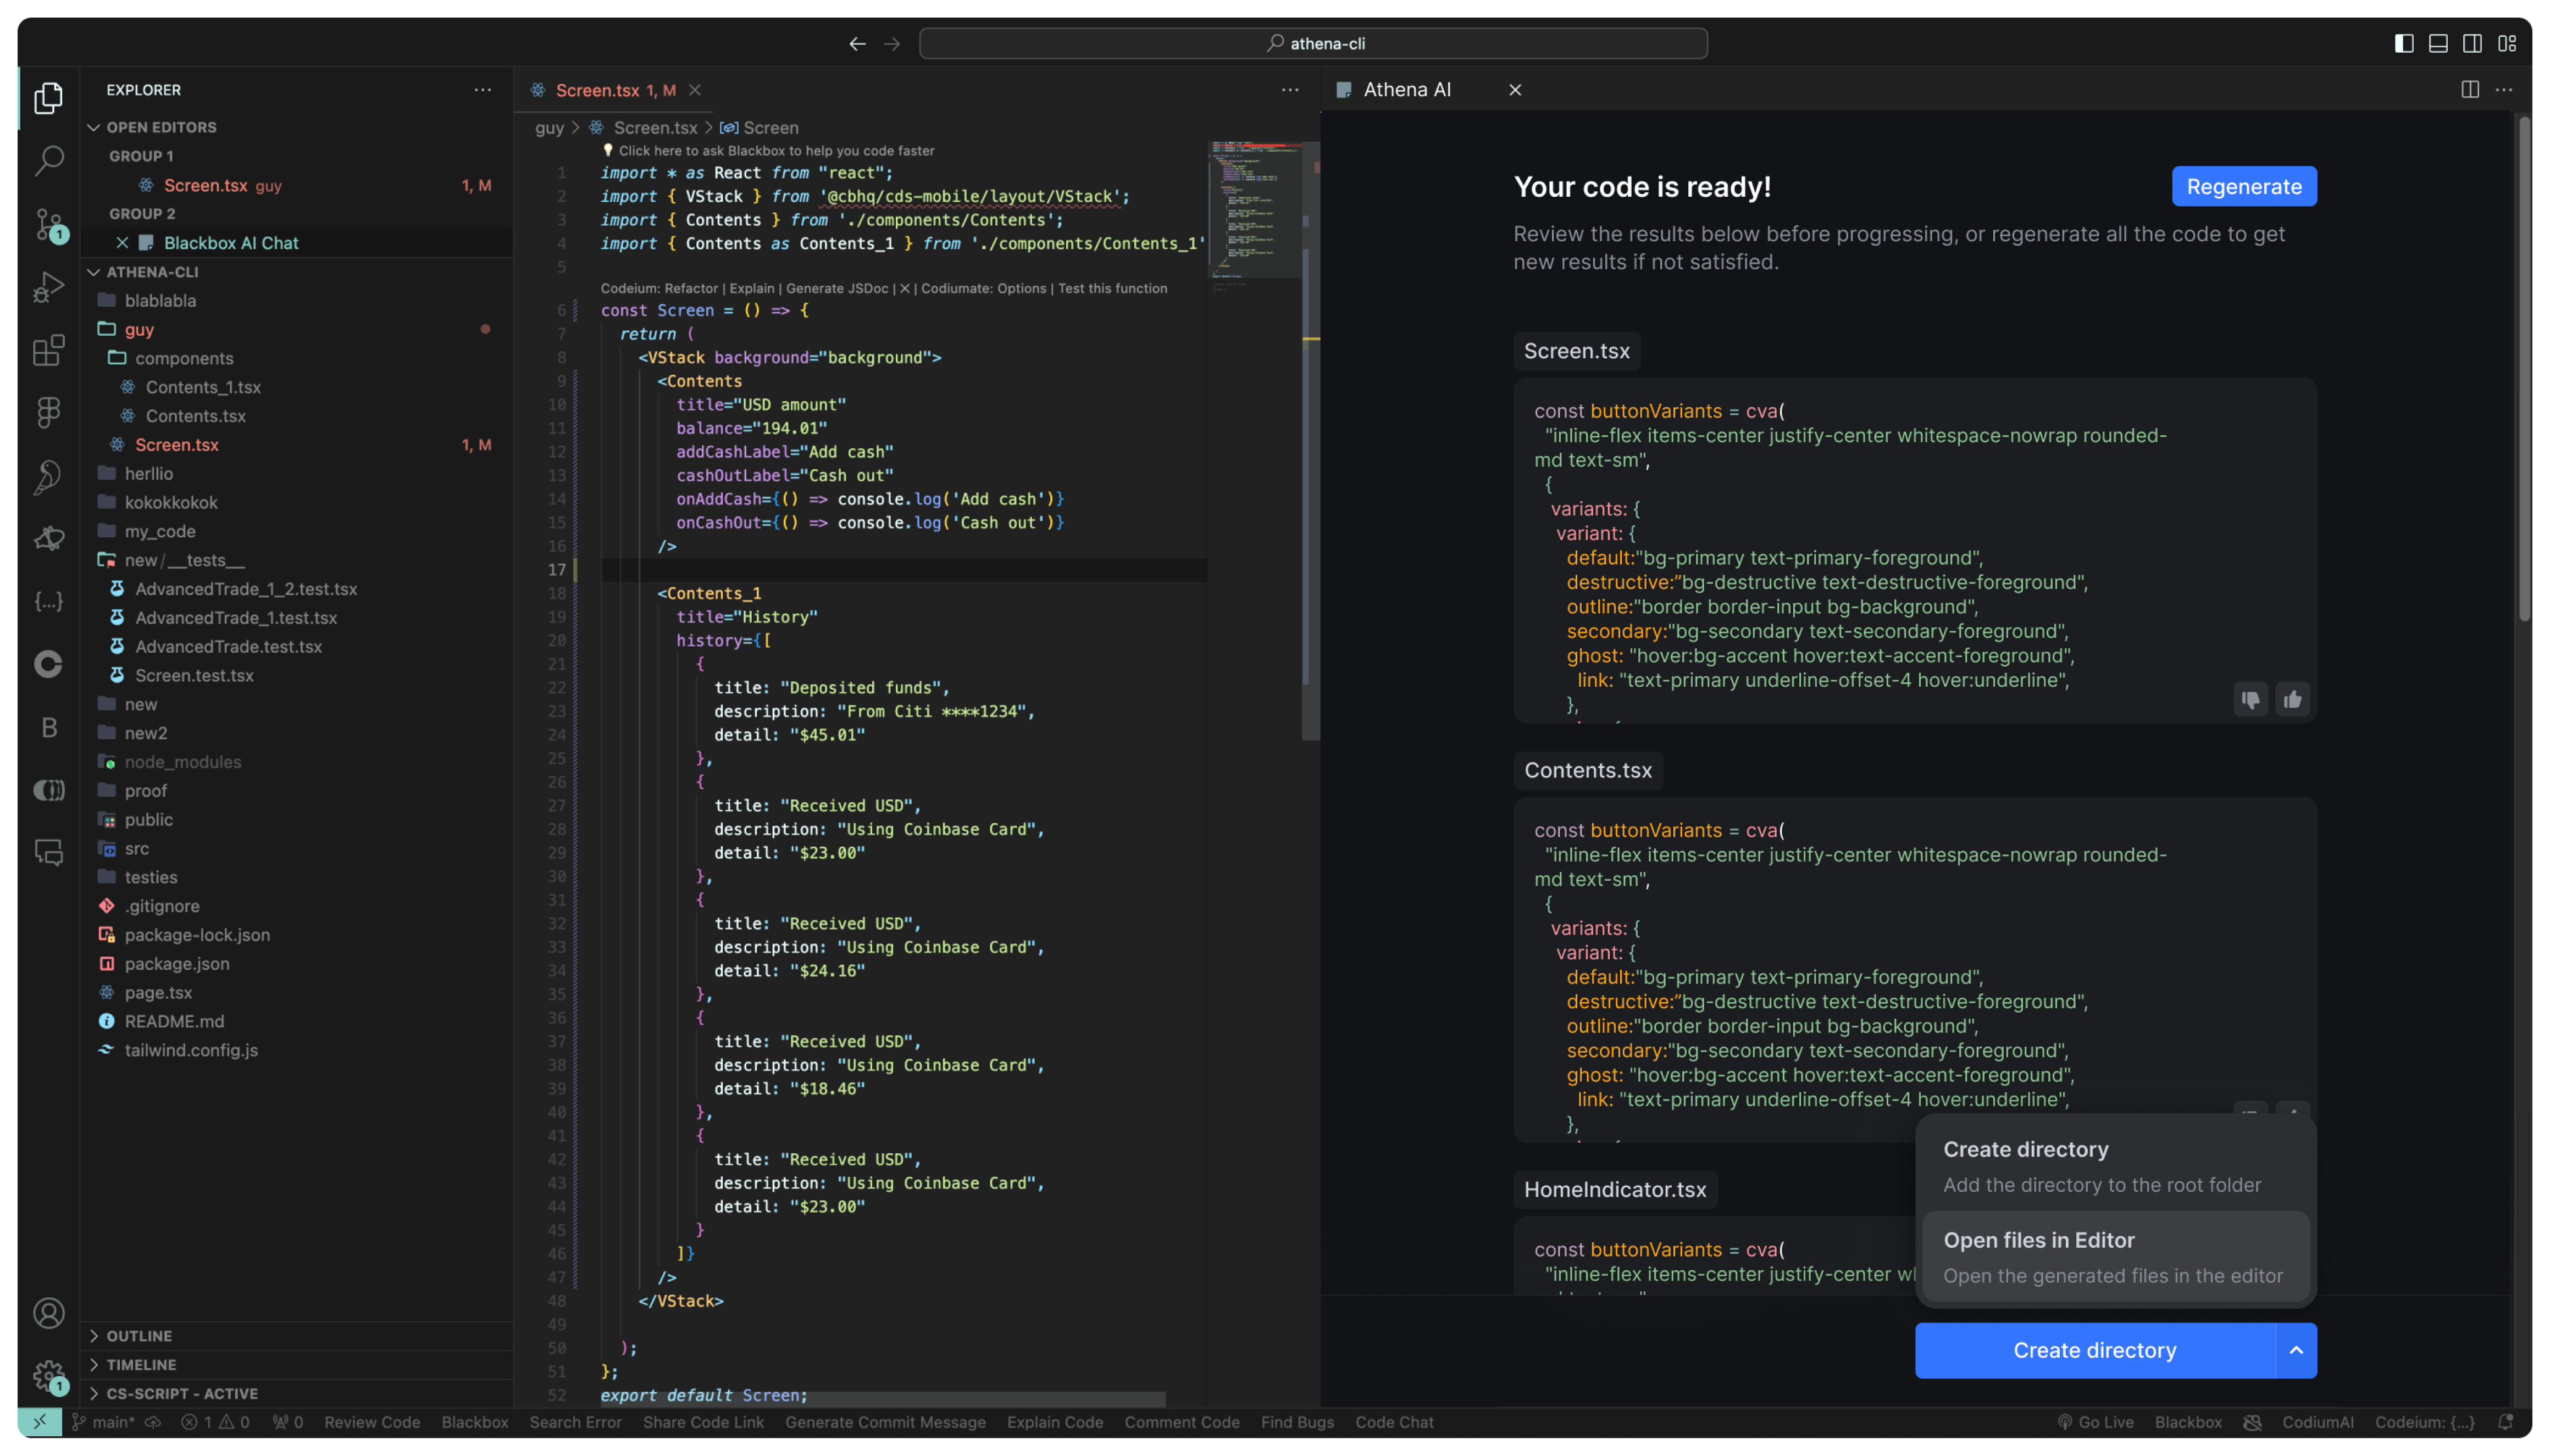 athena-cli
EXPLORER
OPEN EDITORS
GROUP 1
Screen.tsx guy 1, M
GROUP 2
Blackbox AI Chat
ATHENA-CLI
blablabla
guy
components
Contents_1.tsx
Contents.tsx
Screen.tsx 1, M
herllio
kokokkokok
my_code
new/__tests__
AdvancedTrade_1_2.test.tsx
AdvancedTrade_1.test.tsx
AdvancedTrade.test.tsx
Screen.test.tsx
new
new2
node_modules
proof
public
src
testies
.gitignore
package-lock.json
package.json
page.tsx
README.md
tailwind.config.js
OUTLINE
TIMELINE
CS-SCRIPT - ACTIVE
1
{...}
B
1
Screen.tsx 1, M
guy > Screen.tsx > Screen
Click here to ask Blackbox to help you code faster
1 import * as React from "react";
2 import { VStack } from '@cbhq/cds-mobile/layout/VStack';
3 import { Contents } from './components/Contents';
4 import { Contents as Contents_1 } from './components/Contents_1'
5
Codeium: Refactor | Explain | Generate JSDoc | X | Codiumate: Options | Test this function
6 const Screen = () => {
7 return (
8 <VStack background="background">
9 <Contents
10 title="USD amount"
11 balance="194.01"
12 addCashLabel="Add cash"
13 cashOutLabel="Cash out"
14 onAddCash={() => console.log('Add cash')}
15 onCashOut={() => console.log('Cash out')}
16 />
17
18 <Contents_1
19 title="History"
20 history={[
21 {
22 title: "Deposited funds",
23 description: "From Citi ****1234",
24 detail: "$45.01"
25 },
26 {
27 title: "Received USD",
28 description: "Using Coinbase Card",
29 detail: "$23.00"
30 },
31 {
32 title: "Received USD",
33 description: "Using Coinbase Card",
34 detail: "$24.16"
35 },
36 {
37 title: "Received USD",
38 description: "Using Coinbase Card",
39 detail: "$18.46"
40 },
41 {
42 title: "Received USD",
43 description: "Using Coinbase Card",
44 detail: "$23.00"
45 }
46 ]}
47 />
48 </VStack>
49
50 );
51 };
52 export default Screen;
Athena AI
Your code is ready!
Regenerate
Review the results below before progressing, or regenerate all the code to get
new results if not satisfied.
Screen.tsx
const buttonVariants = cva(
"inline-flex items-center justify-center whitespace-nowrap rounded-
md text-sm",
{
variants: {
variant: {
default:"bg-primary text-primary-foreground",
destructive:”bg-destructive text-destructive-foreground",
outline:"border border-input bg-background",
secondary:"bg-secondary text-secondary-foreground",
ghost: "hover:bg-accent hover:text-accent-foreground",
link: "text-primary underline-offset-4 hover:underline",
},
Contents.tsx
const buttonVariants = cva(
"inline-flex items-center justify-center whitespace-nowrap rounded-
md text-sm",
{
variants: {
variant: {
default:"bg-primary text-primary-foreground",
destructive:”bg-destructive text-destructive-foreground",
outline:"border border-input bg-background",
secondary:"bg-secondary text-secondary-foreground",
ghost: "hover:bg-accent hover:text-accent-foreground",
link: "text-primary underline-offset-4 hover:underline",
},
HomeIndicator.tsx
const buttonVariants = cva(
"inline-flex items-center justify-center
Create directory
Add the directory to the root folder
Open files in Editor
Open the generated files in the editor
Create directory
main* 1 0 0 Review Code Blackbox Search Error Share Code Link Generate Commit Message Explain Code Comment Code Find Bugs Code Chat Go Live Blackbox CodiumAI Codeium: {...}